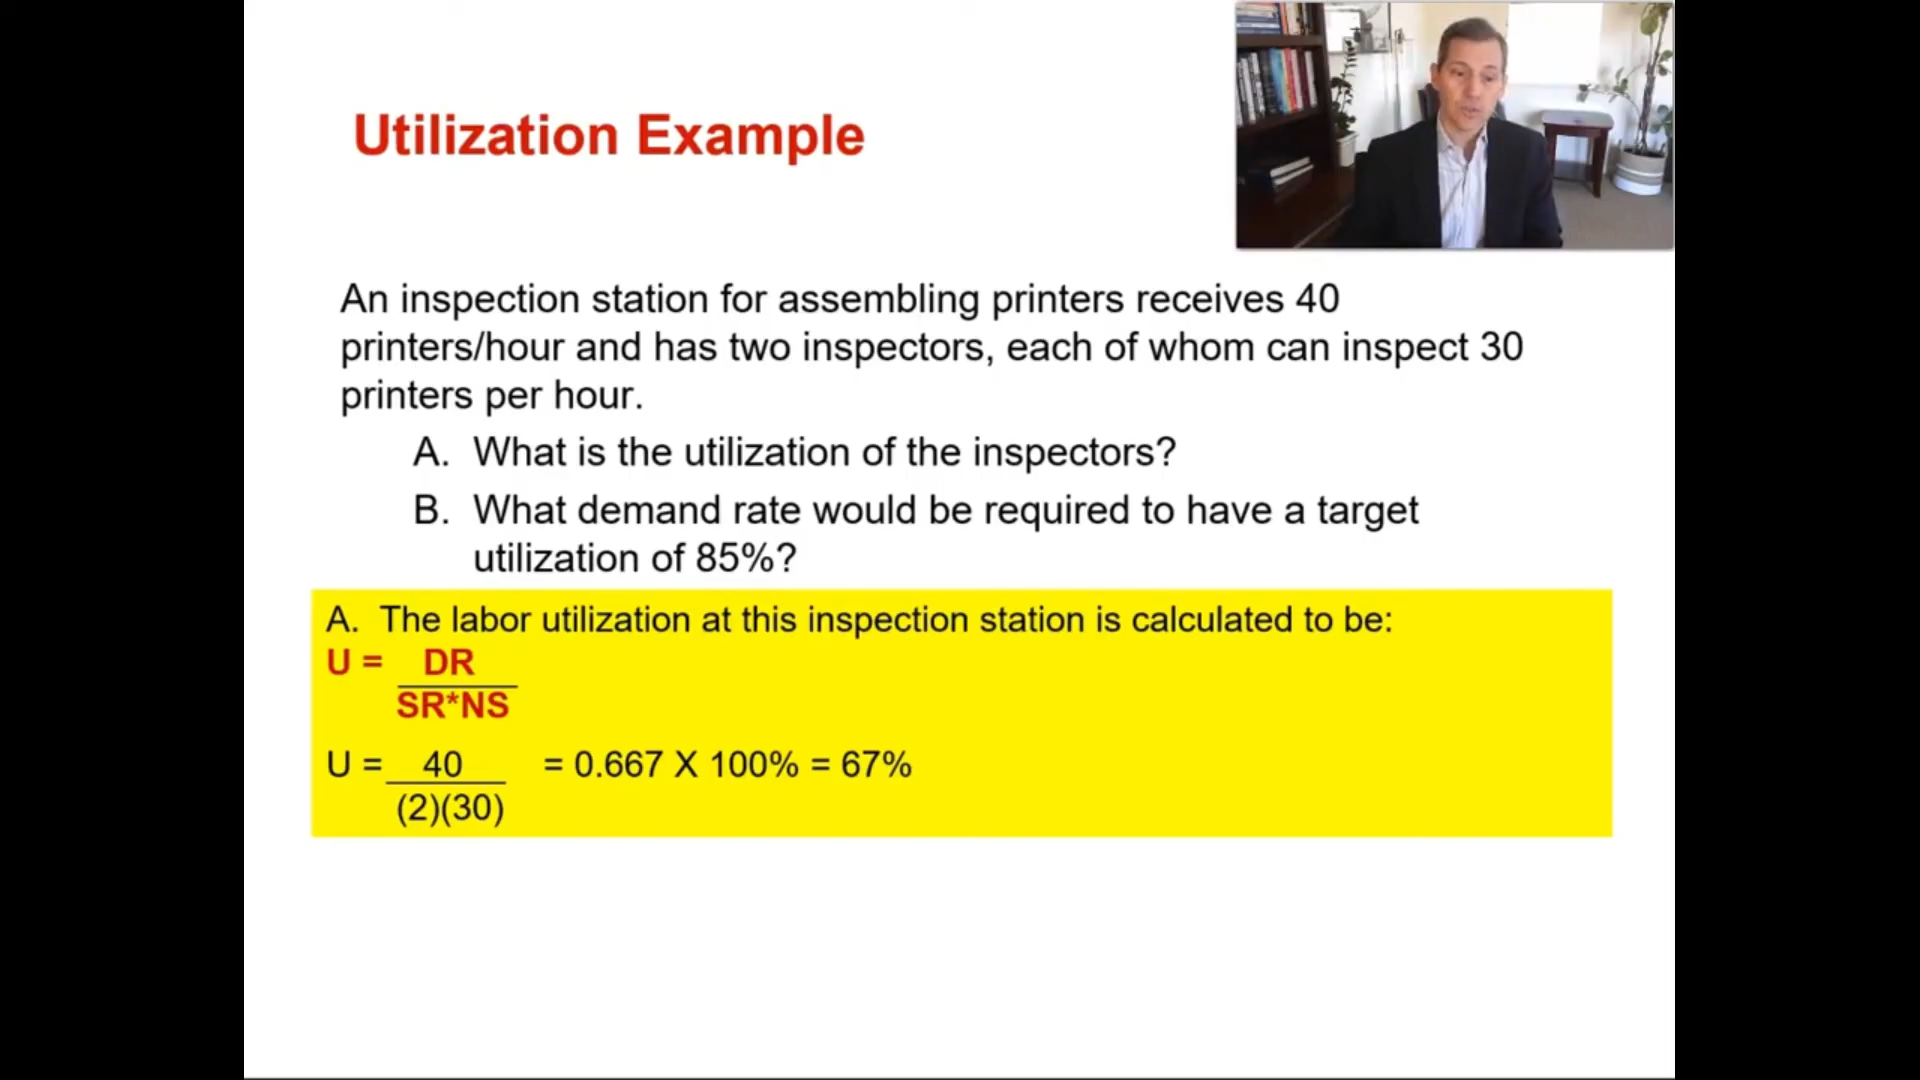 Utilization Example
An inspection station for assembling printers receives 40
printers/hour and has two inspectors, each of whom can inspect 30
printers per hour.
A. What is the utilization of the inspectors?
B. What demand rate would be required to have a target
utilization of 85%?
A. The labor utilization at this inspection station is calculated to be:
U = DR
SR*NS
U = 40 = 0.667 X 100% = 67%
(2)(30)